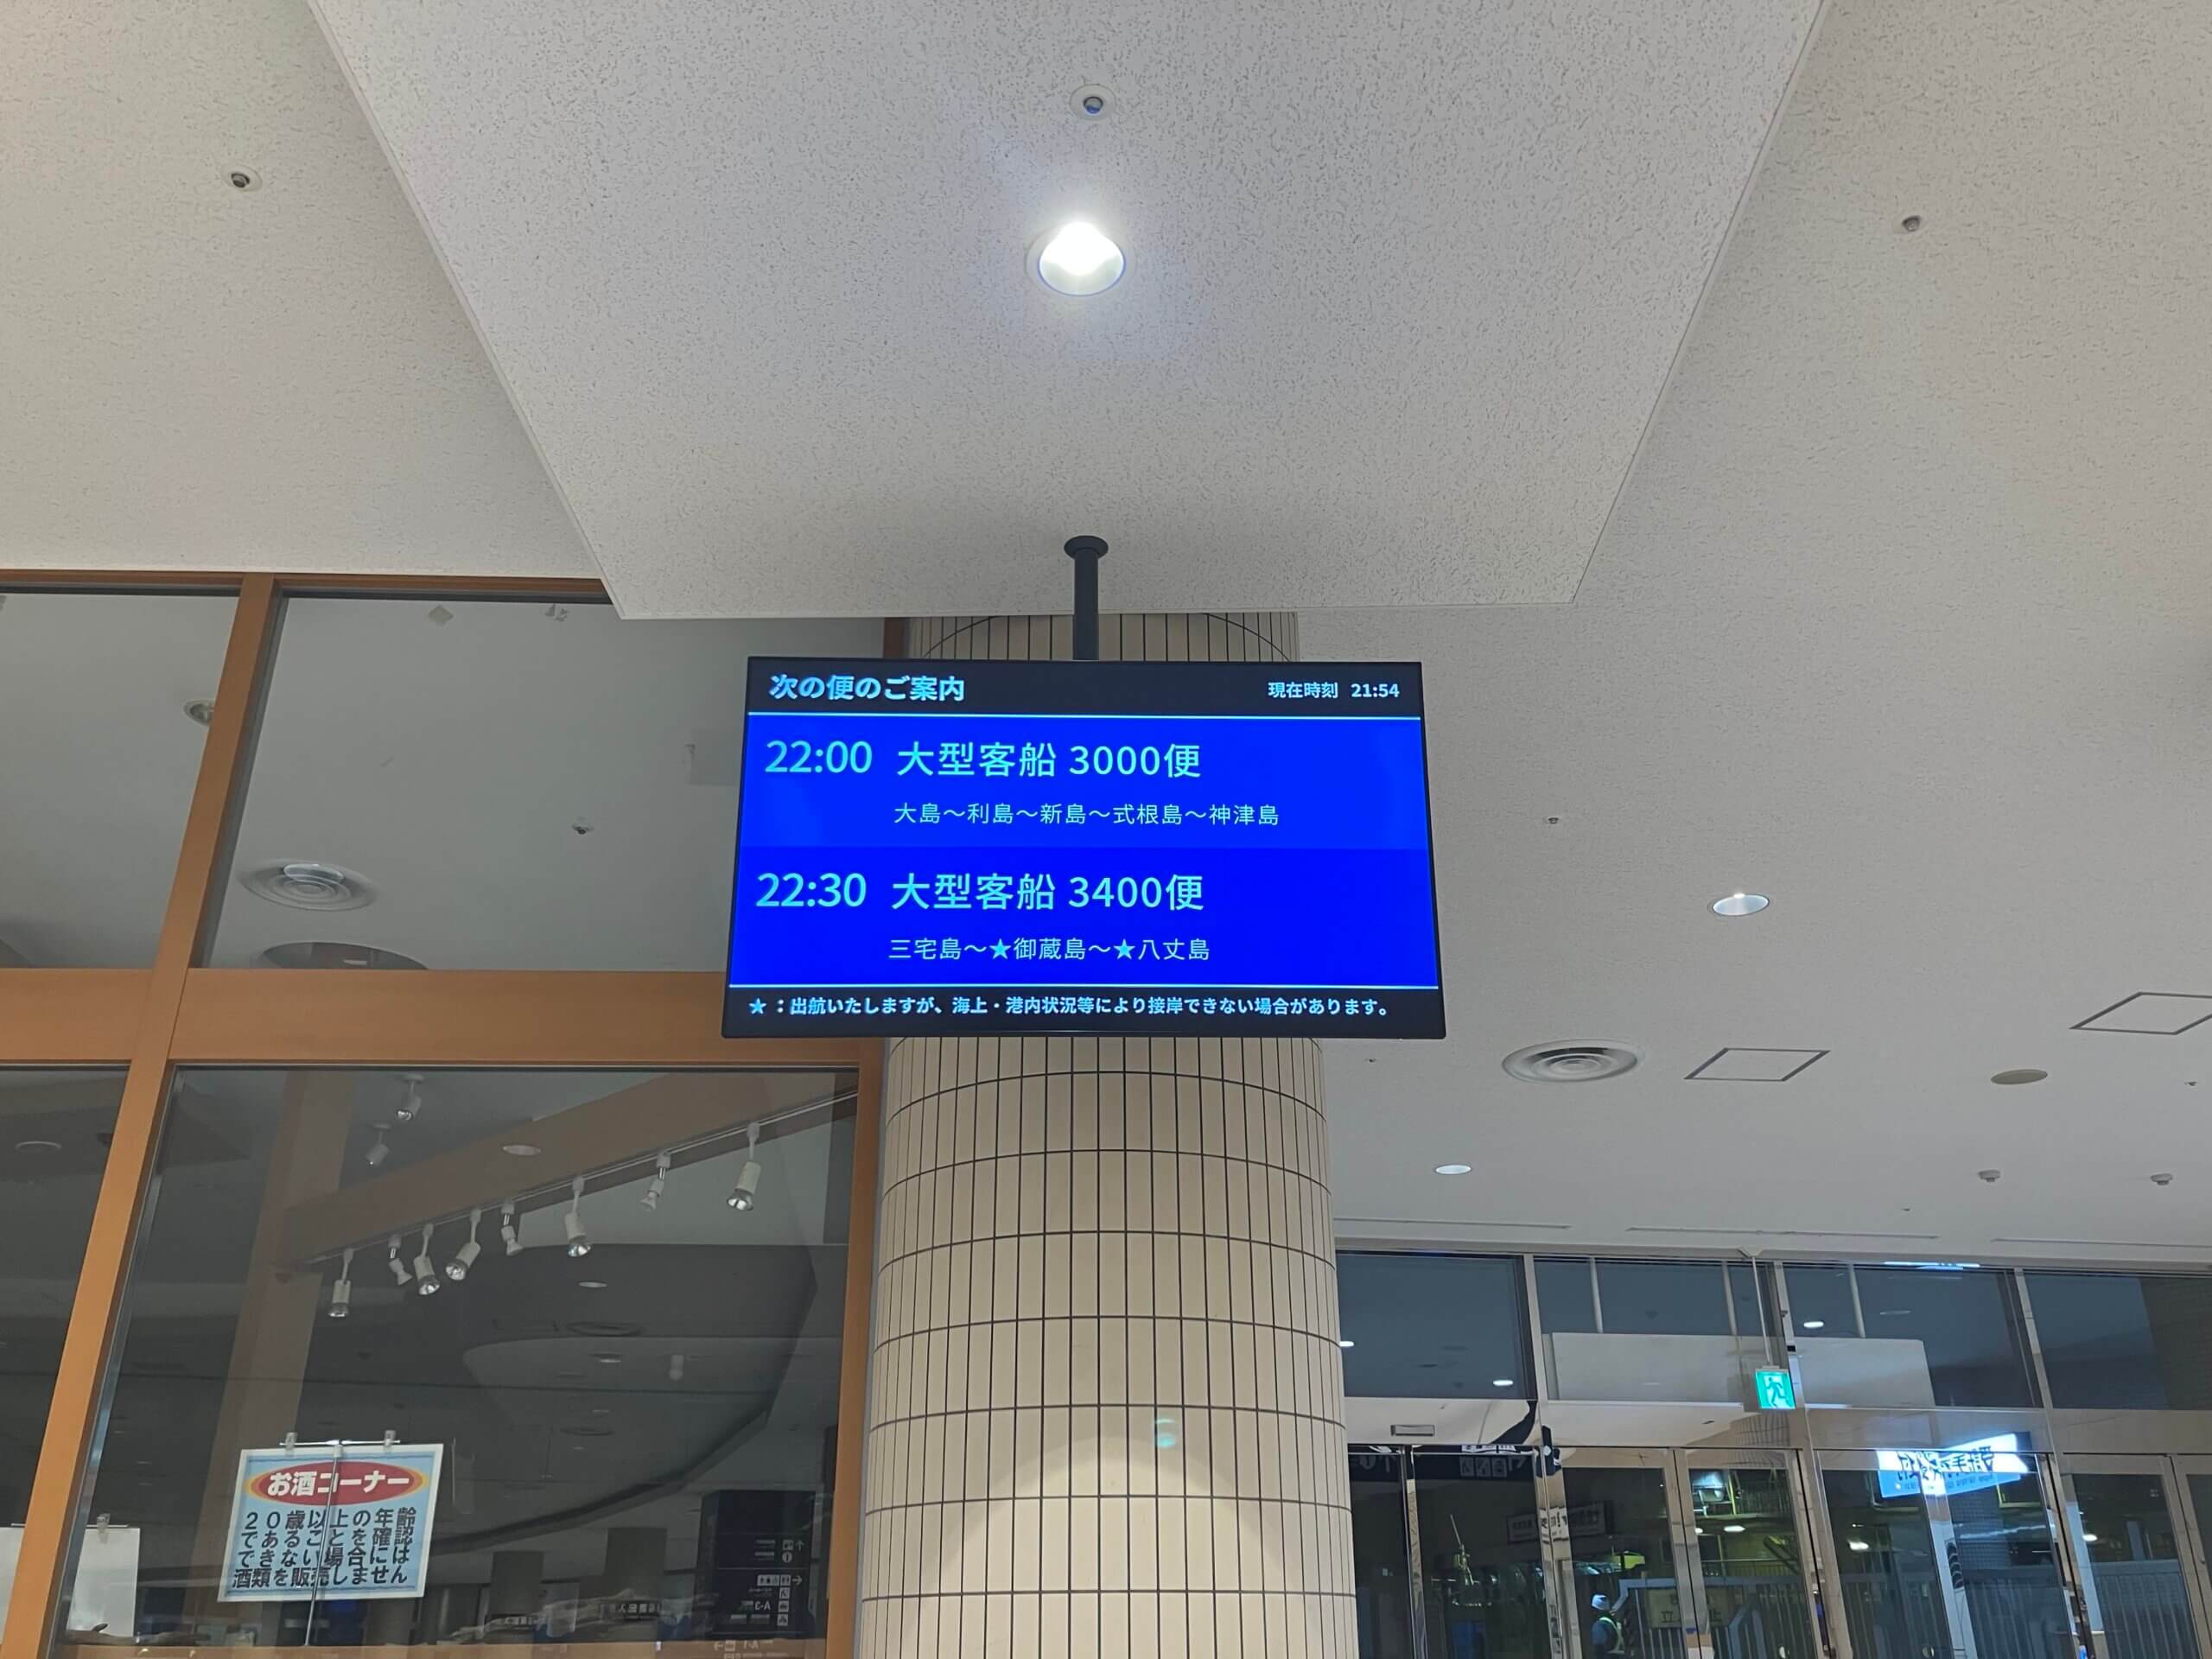 次の便のご案内 現在時刻 21:54
22:00 大型客船 3000便
大島～利島～新島～式根島～神津島
22:30 大型客船 3400便
三宅島～★御蔵島～★八丈島
★：出航いたしますが、海上・港内状況等により接岸できない場合があります。
お酒コーナー
20歳以上の年齢
であることを確認
できない場合には
酒類を販売しません